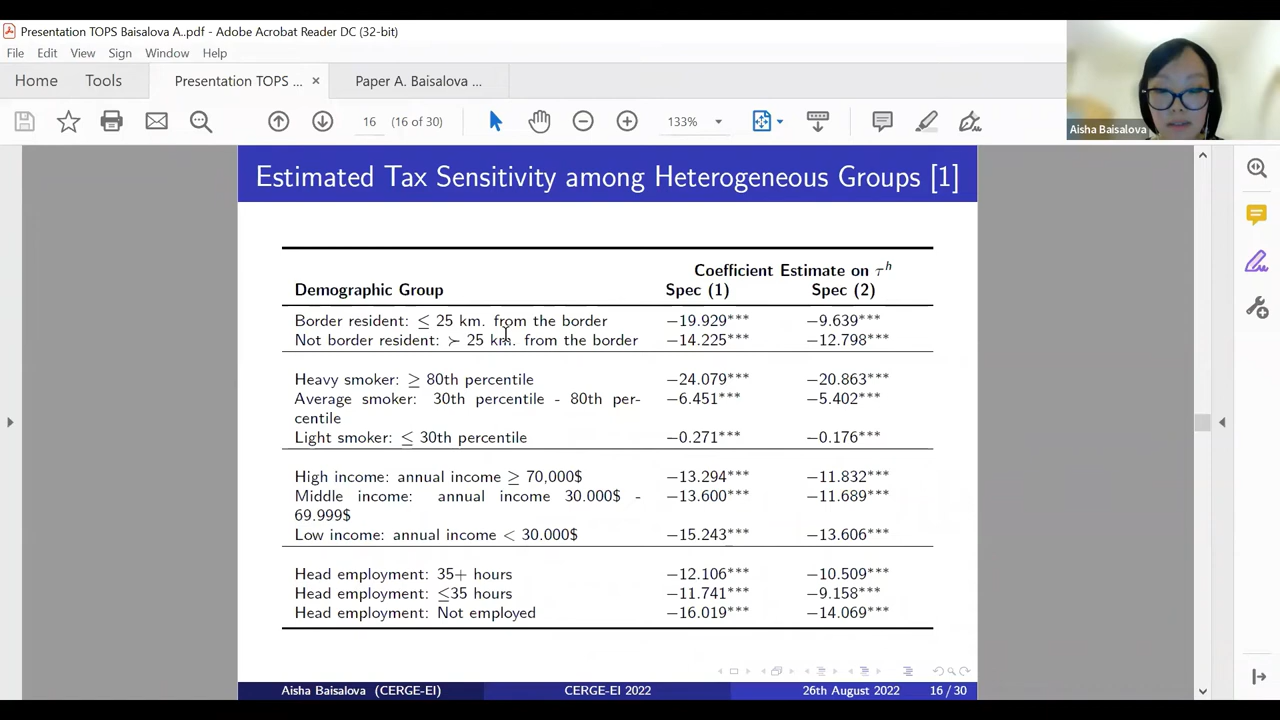 Presentation TOPS Baisalova A..pdf - Adobe Acrobat Reader DC (32-bit)
File Edit View Sign Window Help
Home Tools Presentation TOPS ... × Paper A. Baisalova ...
16 (16 of 30) 133%
Aisha Baisalova
Estimated Tax Sensitivity among Heterogeneous Groups [1]
Coefficient Estimate on τʰ
Demographic Group Spec (1) Spec (2)
Border resident: ≤ 25 km. from the border −19.929*** −9.639***
Not border resident: ≻ 25 km. from the border −14.225*** −12.798***
Heavy smoker: ≥ 80th percentile −24.079*** −20.863***
Average smoker: 30th percentile - 80th per- −6.451*** −5.402***
centile
Light smoker: ≤ 30th percentile −0.271*** −0.176***
High income: annual income ≥ 70,000$ −13.294*** −11.832***
Middle income: annual income 30.000$ - −13.600*** −11.689***
69.999$
Low income: annual income < 30.000$ −15.243*** −13.606***
Head employment: 35+ hours −12.106*** −10.509***
Head employment: ≤35 hours −11.741*** −9.158***
Head employment: Not employed −16.019*** −14.069***
Aisha Baisalova (CERGE-EI) CERGE-EI 2022 26th August 2022 16 / 30